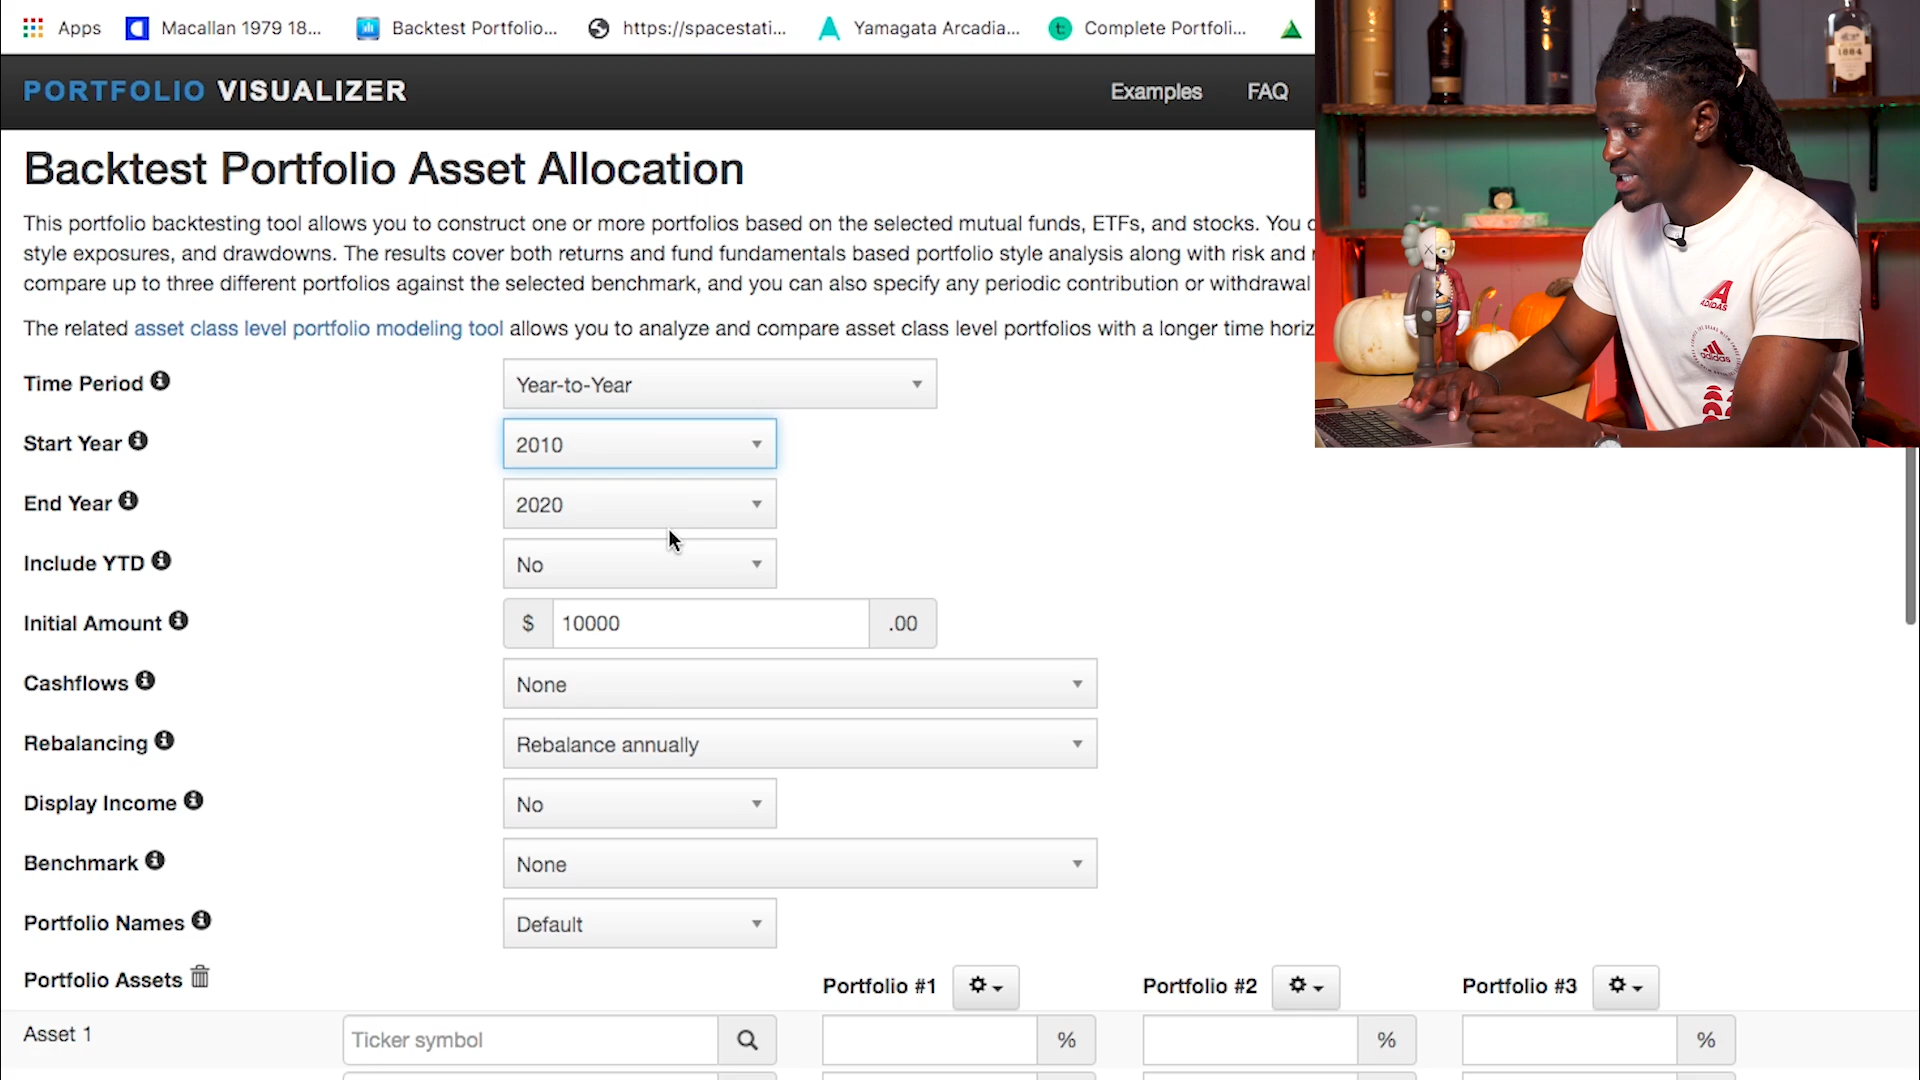 Apps
Macallan 1979 18...
Backtest Portfolio...
https://spacestati...
Yamagata Arcadia...
Complete Portfoli...
PORTFOLIO VISUALIZER
Examples
FAQ
Backtest Portfolio Asset Allocation
This portfolio backtesting tool allows you to construct one or more portfolios based on the selected mutual funds, ETFs, and stocks. You
style exposures, and drawdowns. The results cover both returns and fund fundamentals based portfolio style analysis along with risk and
compare up to three different portfolios against the selected benchmark, and you can also specify any periodic contribution or withdrawal
The related asset class level portfolio modeling tool allows you to analyze and compare asset class level portfolios with a longer time horiz
Time Period
Year-to-Year
Start Year
2010
End Year
2020
Include YTD
No
Initial Amount
$ 10000 .00
Cashflows
None
Rebalancing
Rebalance annually
Display Income
No
Benchmark
None
Portfolio Names
Default
Portfolio Assets
Portfolio #1
Portfolio #2
Portfolio #3
Asset 1
Ticker symbol
%
%
%
ADIDAS
adidas
1884